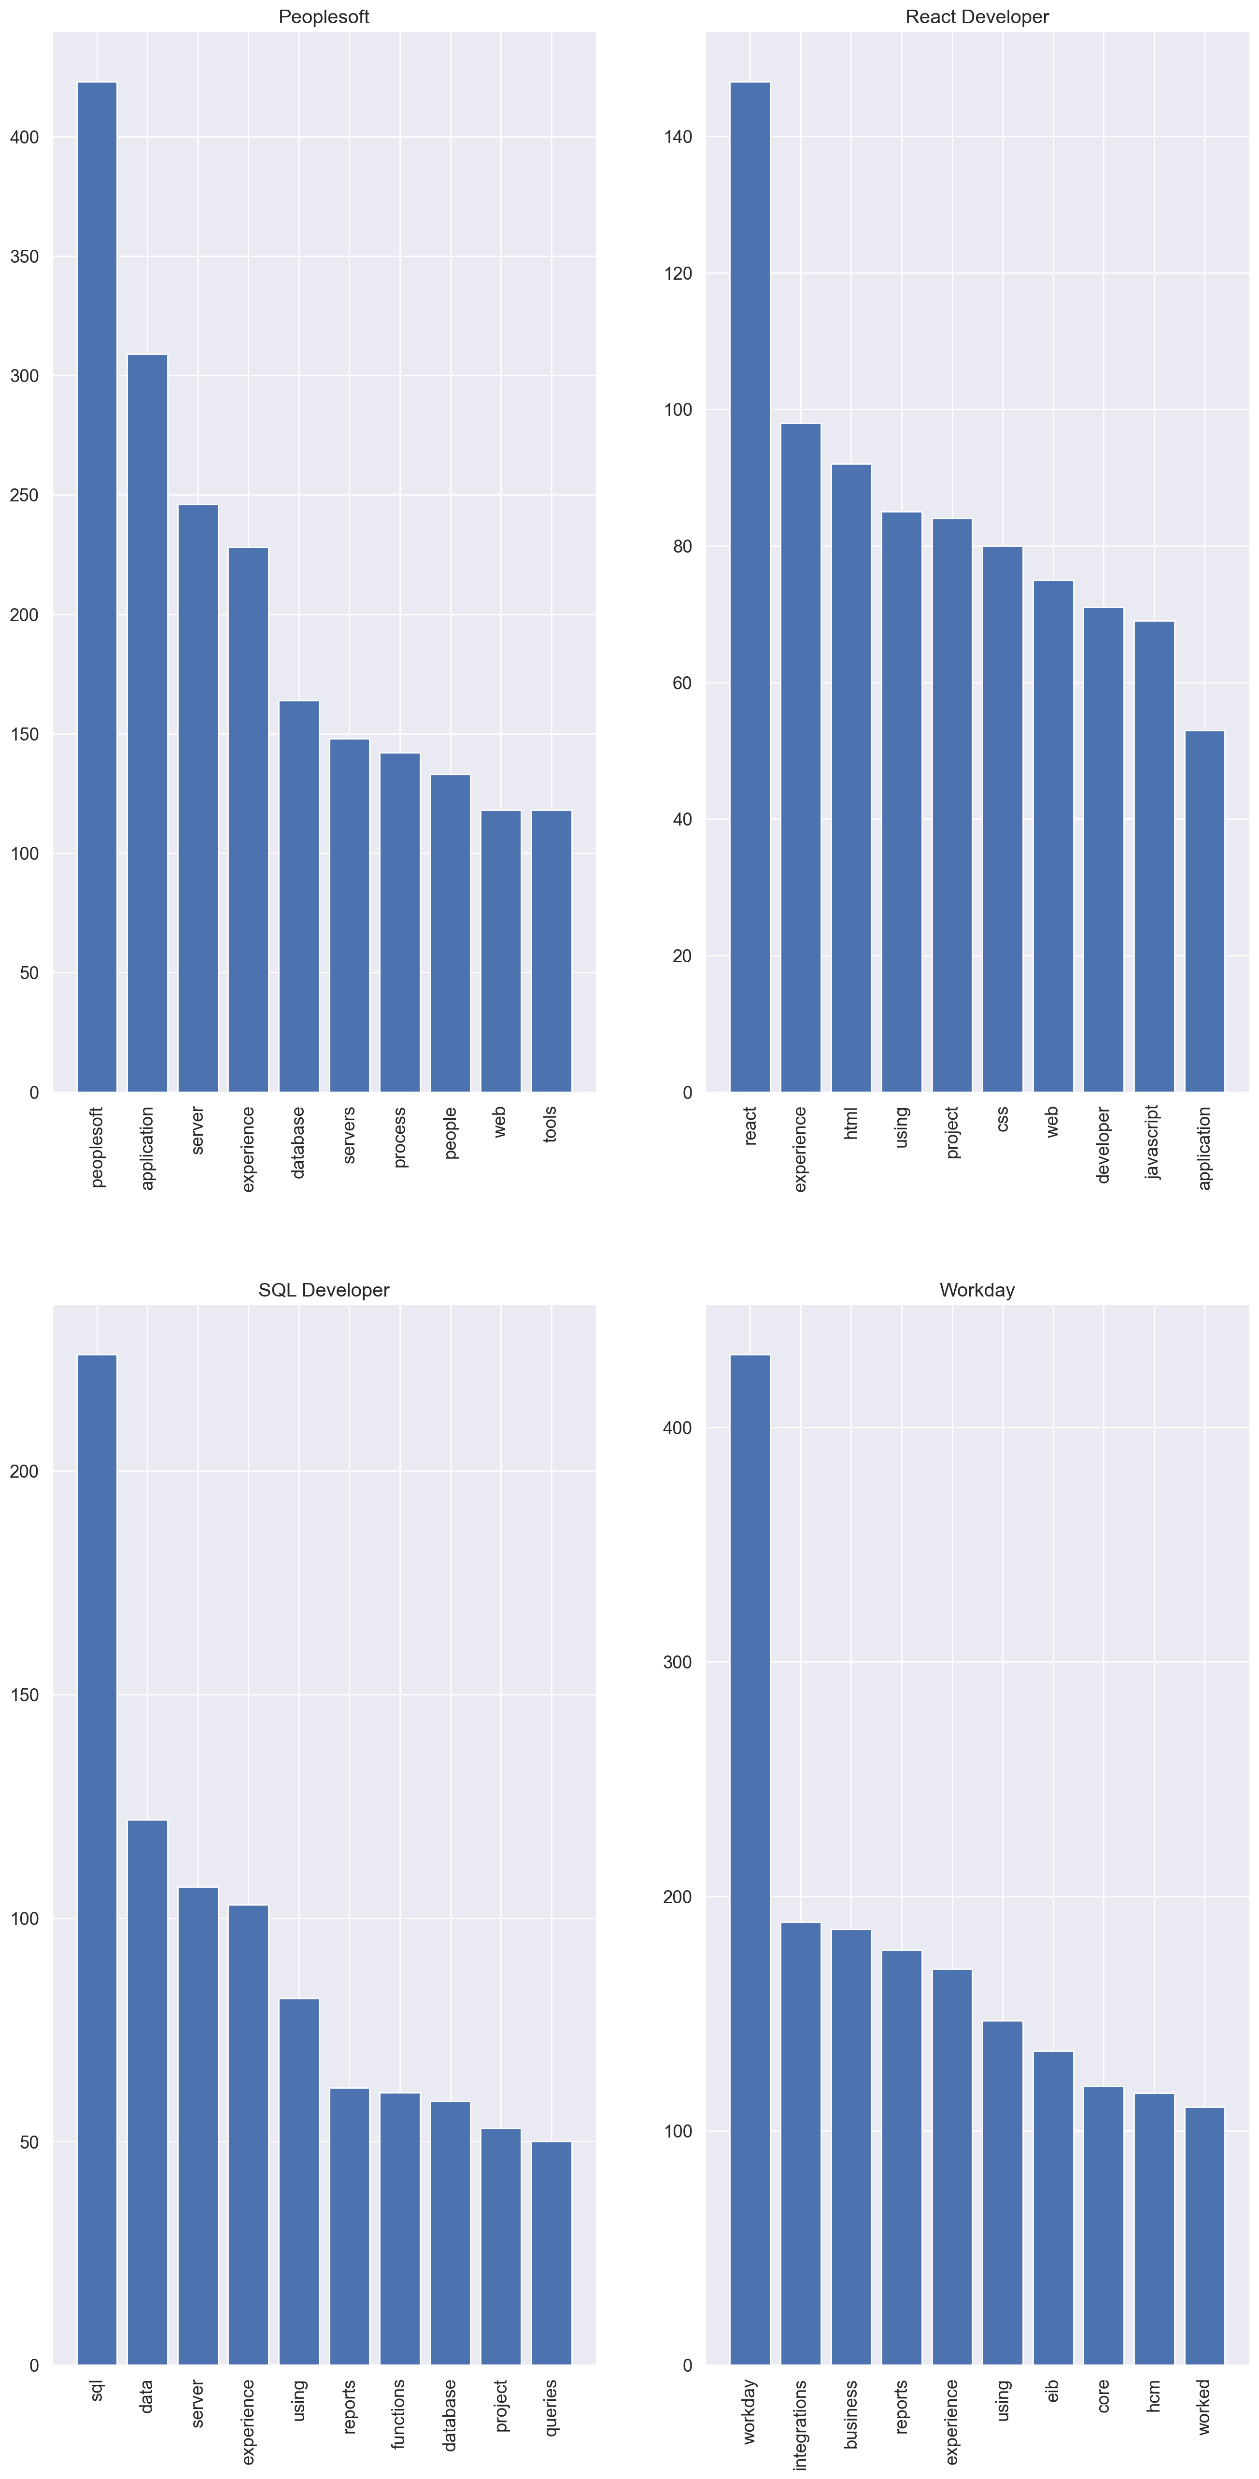 Peoplesoft
400
350
300
250
200
150
100
50
0
peoplesoft
application
server
experience
database
servers
process
people
web
tools
React Developer
140
120
100
80
60
40
20
0
react
experience
html
using
project
css
web
developer
javascript
application
SQL Developer
200
150
100
50
0
sql
data
server
experience
using
reports
functions
database
project
queries
Workday
400
300
200
100
0
workday
integrations
business
reports
experience
using
eib
core
hcm
worked